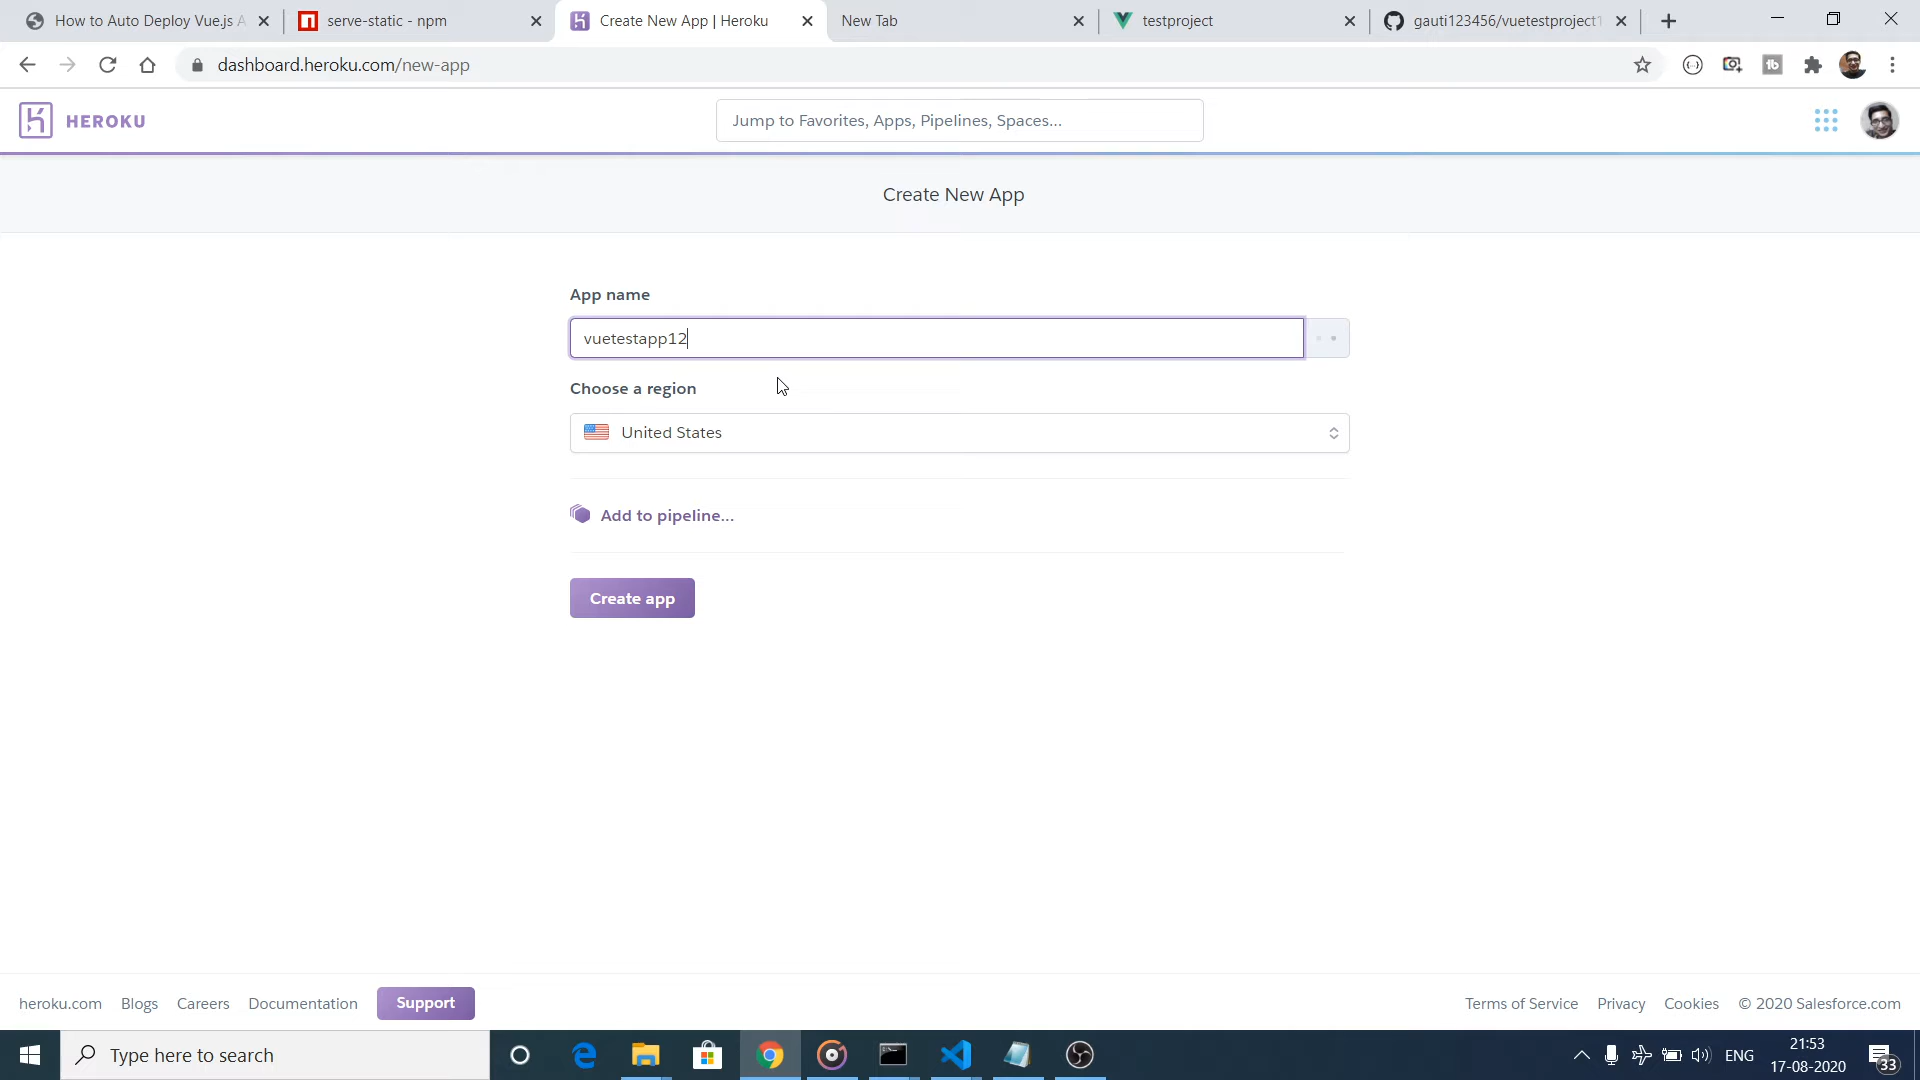 How to Auto Deploy Vue.js A
serve-static - npm
Create New App | Heroku
New Tab
testproject
gauti123456/vuetestproject1
dashboard.heroku.com/new-app
HEROKU
Jump to Favorites, Apps, Pipelines, Spaces...
Create New App
App name
vuetestapp12
Choose a region
United States
Add to pipeline...
Create app
heroku.com
Blogs
Careers
Documentation
Support
Terms of Service
Privacy
Cookies
© 2020 Salesforce.com
Type here to search
ENG
21:53
17-08-2020
33